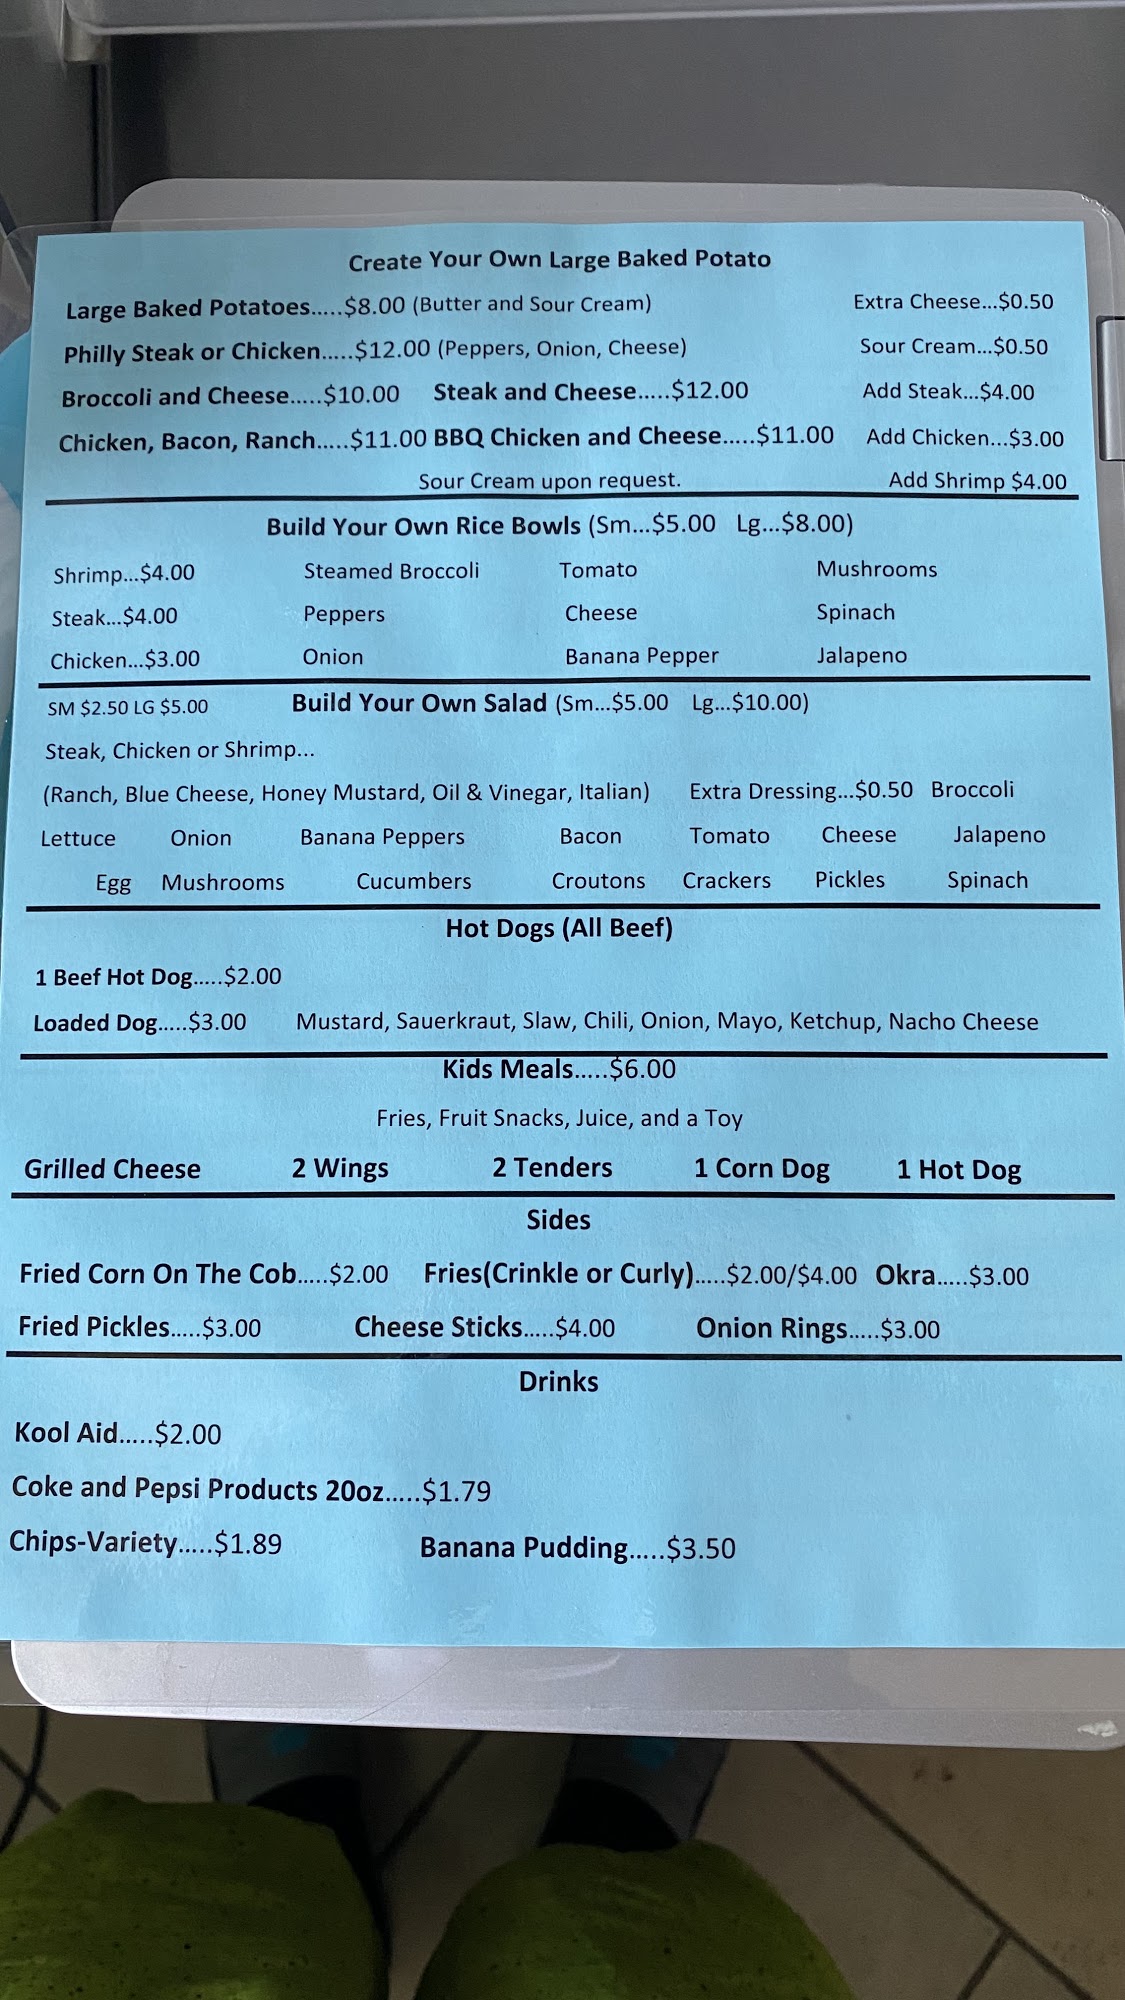 Create Your Own Large Baked Potato
Large Baked Potatoes.....$8.00 (Butter and Sour Cream) Extra Cheese...$0.50
Philly Steak or Chicken.....$12.00 (Peppers, Onion, Cheese) Sour Cream...$0.50
Broccoli and Cheese.....$10.00 Steak and Cheese.....$12.00 Add Steak...$4.00
Chicken, Bacon, Ranch.....$11.00 BBQ Chicken and Cheese.....$11.00 Add Chicken...$3.00
Sour Cream upon request. Add Shrimp $4.00
Build Your Own Rice Bowls (Sm...$5.00 Lg...$8.00)
Shrimp...$4.00 Steamed Broccoli Tomato Mushrooms
Steak...$4.00 Peppers Cheese Spinach
Chicken...$3.00 Onion Banana Pepper Jalapeno
SM $2.50 LG $5.00 Build Your Own Salad (Sm...$5.00 Lg...$10.00)
Steak, Chicken or Shrimp...
(Ranch, Blue Cheese, Honey Mustard, Oil & Vinegar, Italian) Extra Dressing...$0.50 Broccoli
Lettuce Onion Banana Peppers Bacon Tomato Cheese Jalapeno
Egg Mushrooms Cucumbers Croutons Crackers Pickles Spinach
Hot Dogs (All Beef)
1 Beef Hot Dog.....$2.00
Loaded Dog.....$3.00 Mustard, Sauerkraut, Slaw, Chili, Onion, Mayo, Ketchup, Nacho Cheese
Kids Meals.....$6.00
Fries, Fruit Snacks, Juice, and a Toy
Grilled Cheese 2 Wings 2 Tenders 1 Corn Dog 1 Hot Dog
Sides
Fried Corn On The Cob.....$2.00 Fries(Crinkle or Curly).....$2.00/$4.00 Okra.....$3.00
Fried Pickles.....$3.00 Cheese Sticks.....$4.00 Onion Rings.....$3.00
Drinks
Kool Aid.....$2.00
Coke and Pepsi Products 20oz.....$1.79
Chips-Variety.....$1.89 Banana Pudding.....$3.50